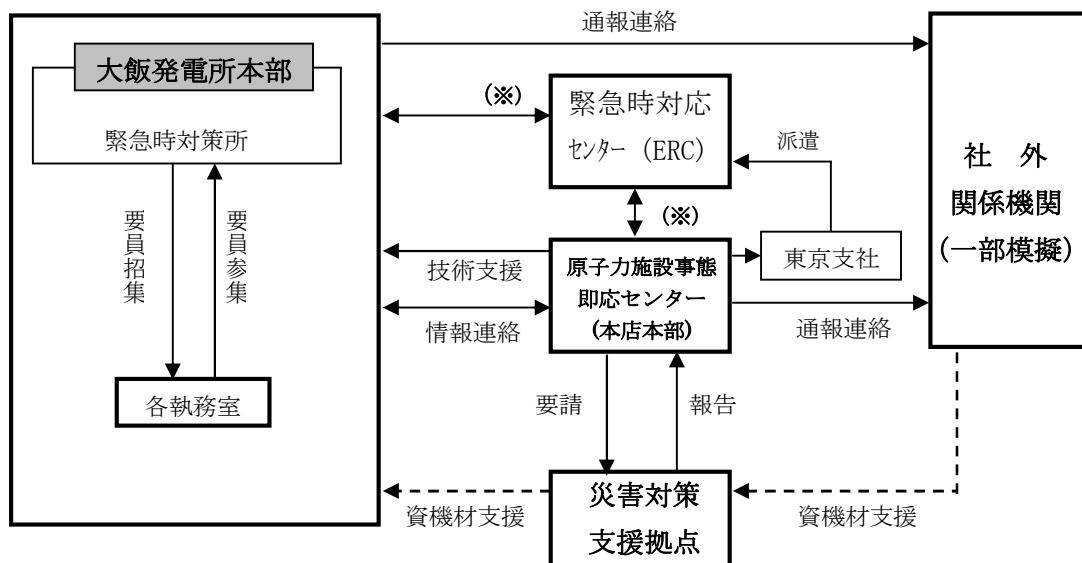 通報連絡
大飯発電所本部
緊急時対策所
要員招集
要員参集
各執務室
(※)
緊急時対応
ｾﾝﾀｰ (ERC)
派遣
(※)
東京支社
技術支援
情報連絡
原子力施設事態
即応センター
(本店本部)
通報連絡
社 外
関係機関
(一部模擬)
要請
報告
資機材支援
災害対策
支援拠点
資機材支援